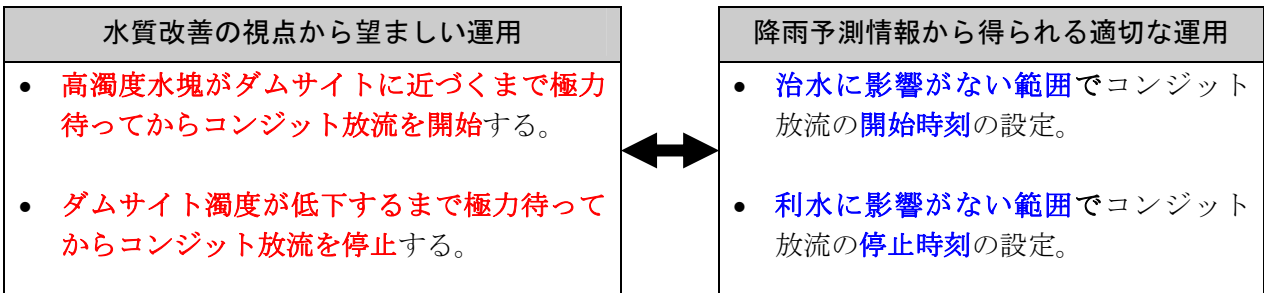 水質改善の視点から望ましい運用
• 高濁度水塊がダムサイトに近づくまで極力
待ってからコンジット放流を開始する。
• ダムサイト濁度が低下するまで極力待って
からコンジット放流を停止する。
降雨予測情報から得られる適切な運用
• 治水に影響がない範囲でコンジット
放流の開始時刻の設定。
• 利水に影響がない範囲でコンジット
放流の停止時刻の設定。